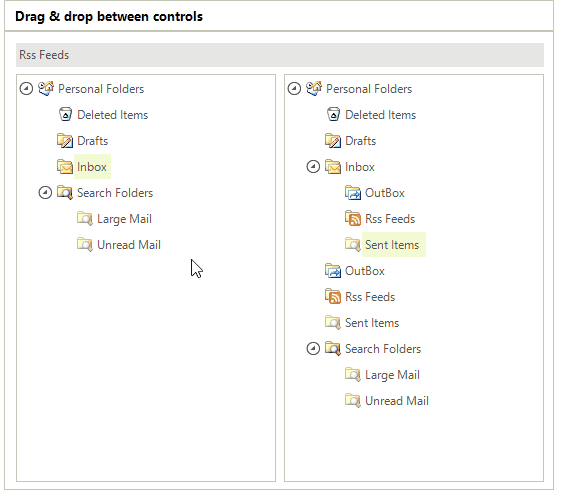 Drag & drop between controls
Rss Feeds
Personal Folders
Deleted Items
Drafts
Inbox
Search Folders
Large Mail
Unread Mail
Personal Folders
Deleted Items
Drafts
Inbox
OutBox
Rss Feeds
Sent Items
OutBox
Rss Feeds
Sent Items
Search Folders
Large Mail
Unread Mail